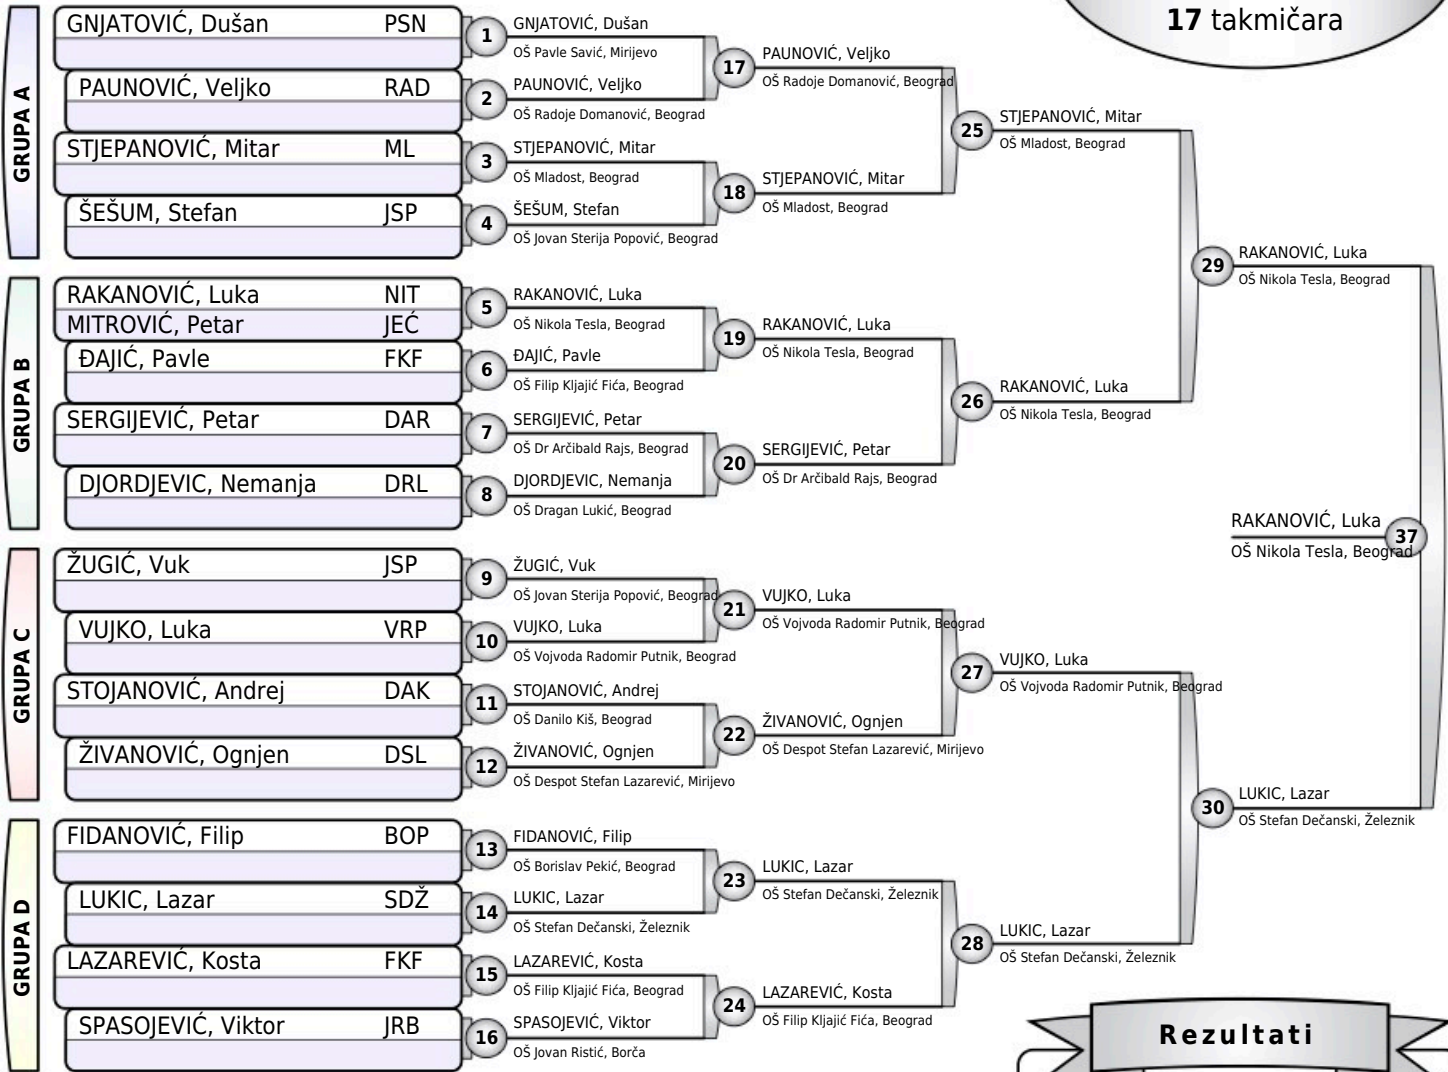 17 takmičara
GRUPA A
GNJATOVIĆ, Dušan PSN
PAUNOVIĆ, Veljko RAD
STJEPANOVIĆ, Mitar ML
ŠEŠUM, Stefan JSP
GRUPA B
RAKANOVIĆ, Luka NIT
MITROVIĆ, Petar JEĆ
ĐAJIĆ, Pavle FKF
SERGIJEVIĆ, Petar DAR
DJORDJEVIC, Nemanja DRL
GRUPA C
ŽUGIĆ, Vuk JSP
VUJKO, Luka VRP
STOJANOVIĆ, Andrej DAK
ŽIVANOVIĆ, Ognjen DSL
GRUPA D
FIDANOVIĆ, Filip BOP
LUKIC, Lazar SDŽ
LAZAREVIĆ, Kosta FKF
SPASOJEVIĆ, Viktor JRB
1 GNJATOVIĆ, Dušan
OŠ Pavle Savić, Mirijevo
2 PAUNOVIĆ, Veljko
OŠ Radoje Domanović, Beograd
3 STJEPANOVIĆ, Mitar
OŠ Mladost, Beograd
4 ŠEŠUM, Stefan
OŠ Jovan Sterija Popović, Beograd
5 RAKANOVIĆ, Luka
OŠ Nikola Tesla, Beograd
6 ĐAJIĆ, Pavle
OŠ Filip Kljajić Fića, Beograd
7 SERGIJEVIĆ, Petar
OŠ Dr Arčibald Rajs, Beograd
8 DJORDJEVIC, Nemanja
OŠ Dragan Lukić, Beograd
9 ŽUGIĆ, Vuk
OŠ Jovan Sterija Popović, Beograd
10 VUJKO, Luka
OŠ Vojvoda Radomir Putnik, Beograd
11 STOJANOVIĆ, Andrej
OŠ Danilo Kiš, Beograd
12 ŽIVANOVIĆ, Ognjen
OŠ Despot Stefan Lazarević, Mirijevo
13 FIDANOVIĆ, Filip
OŠ Borislav Pekić, Beograd
14 LUKIC, Lazar
OŠ Stefan Dečanski, Železnik
15 LAZAREVIĆ, Kosta
OŠ Filip Kljajić Fića, Beograd
16 SPASOJEVIĆ, Viktor
OŠ Jovan Ristić, Borča
17 PAUNOVIĆ, Veljko
OŠ Radoje Domanović, Beograd
18 STJEPANOVIĆ, Mitar
OŠ Mladost, Beograd
19 RAKANOVIĆ, Luka
OŠ Nikola Tesla, Beograd
20 SERGIJEVIĆ, Petar
OŠ Dr Arčibald Rajs, Beograd
21 VUJKO, Luka
OŠ Vojvoda Radomir Putnik, Beograd
22 ŽIVANOVIĆ, Ognjen
OŠ Despot Stefan Lazarević, Mirijevo
23 LUKIC, Lazar
OŠ Stefan Dečanski, Železnik
24 LAZAREVIĆ, Kosta
OŠ Filip Kljajić Fića, Beograd
25 STJEPANOVIĆ, Mitar
OŠ Mladost, Beograd
26 RAKANOVIĆ, Luka
OŠ Nikola Tesla, Beograd
27 VUJKO, Luka
OŠ Vojvoda Radomir Putnik, Beograd
28 LUKIC, Lazar
OŠ Stefan Dečanski, Železnik
29 RAKANOVIĆ, Luka
OŠ Nikola Tesla, Beograd
30 LUKIC, Lazar
OŠ Stefan Dečanski, Železnik
RAKANOVIĆ, Luka 37
OŠ Nikola Tesla, Beograd
Rezultati